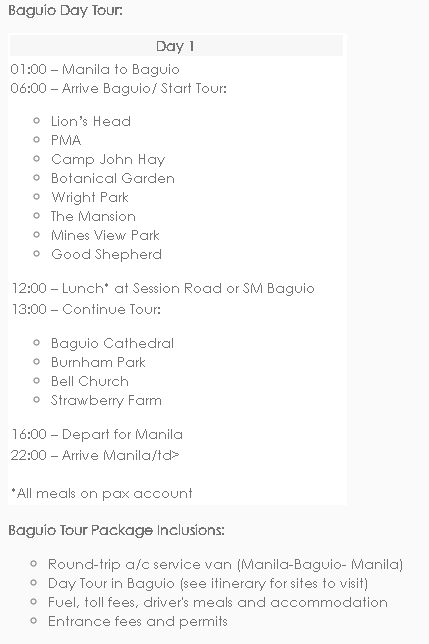 Baguio Day Tour:
Day 1
01:00 – Manila to Baguio
06:00 – Arrive Baguio/ Start Tour:
Lion’s Head
PMA
Camp John Hay
Botanical Garden
Wright Park
The Mansion
Mines View Park
Good Shepherd
12:00 – Lunch* at Session Road or SM Baguio
13:00 – Continue Tour:
Baguio Cathedral
Burnham Park
Bell Church
Strawberry Farm
16:00 – Depart for Manila
22:00 – Arrive Manila/td>
*All meals on pax account
Baguio Tour Package Inclusions:
Round-trip a/c service van (Manila-Baguio- Manila)
Day Tour in Baguio (see itinerary for sites to visit)
Fuel, toll fees, driver's meals and accommodation
Entrance fees and permits